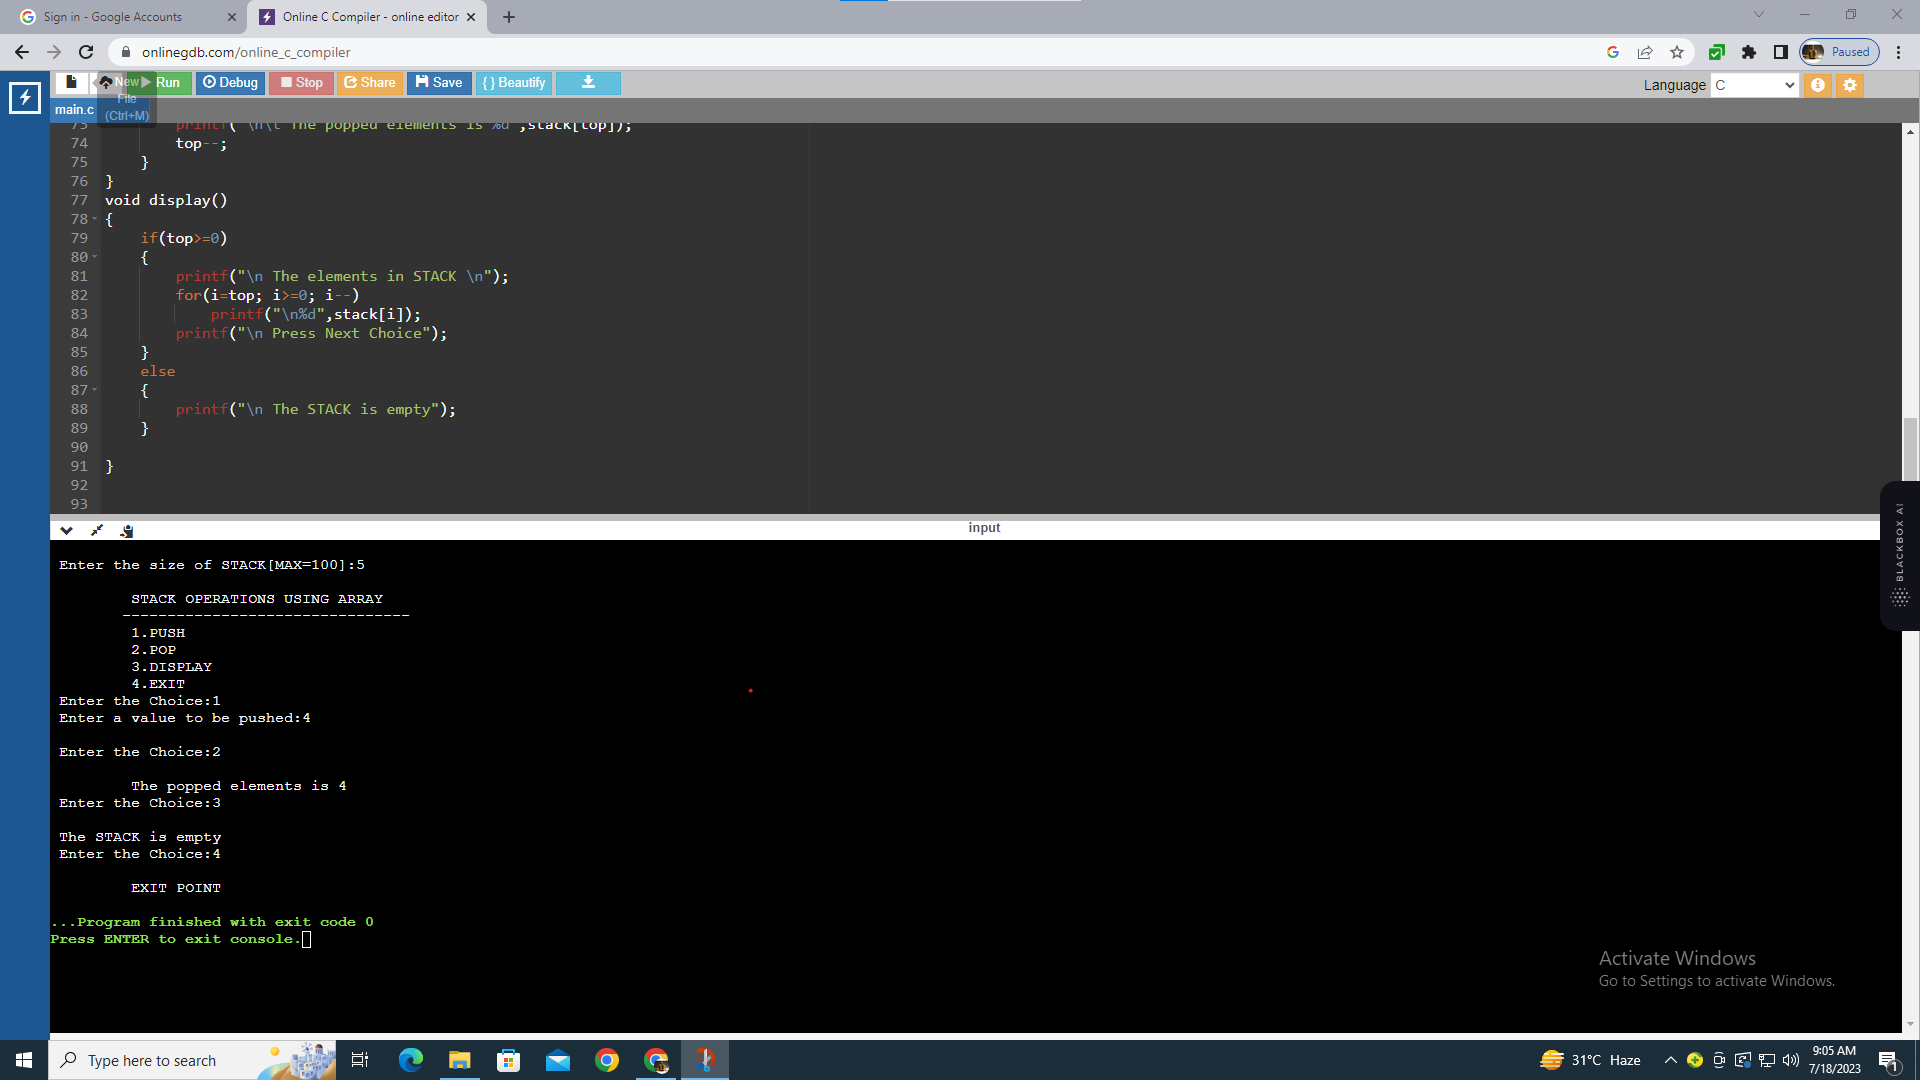 Sign in - Google Accounts
Online C Compiler - online editor
onlinegdb.com/online_c_compiler
Paused
New
File
(Ctrl+M)
Run
Debug
Stop
Share
Save
{ } Beautify
Language C
main.c
73 printf(" \n\t The popped elements is %d",stack[top]);
74 top--;
75 }
76 }
77 void display()
78 {
79 if(top>=0)
80 {
81 printf("\n The elements in STACK \n");
82 for(i=top; i>=0; i--)
83 printf("\n%d",stack[i]);
84 printf("\n Press Next Choice");
85 }
86 else
87 {
88 printf("\n The STACK is empty");
89 }
90
91 }
92
93
input
BLACKBOX AI
Enter the size of STACK[MAX=100]:5
STACK OPERATIONS USING ARRAY
--------------------------------
1.PUSH
2.POP
3.DISPLAY
4.EXIT
Enter the Choice:1
Enter a value to be pushed:4
Enter the Choice:2
The popped elements is 4
Enter the Choice:3
The STACK is empty
Enter the Choice:4
EXIT POINT
...Program finished with exit code 0
Press ENTER to exit console.
Activate Windows
Go to Settings to activate Windows.
Type here to search
31°C Haze
9:05 AM
7/18/2023
1